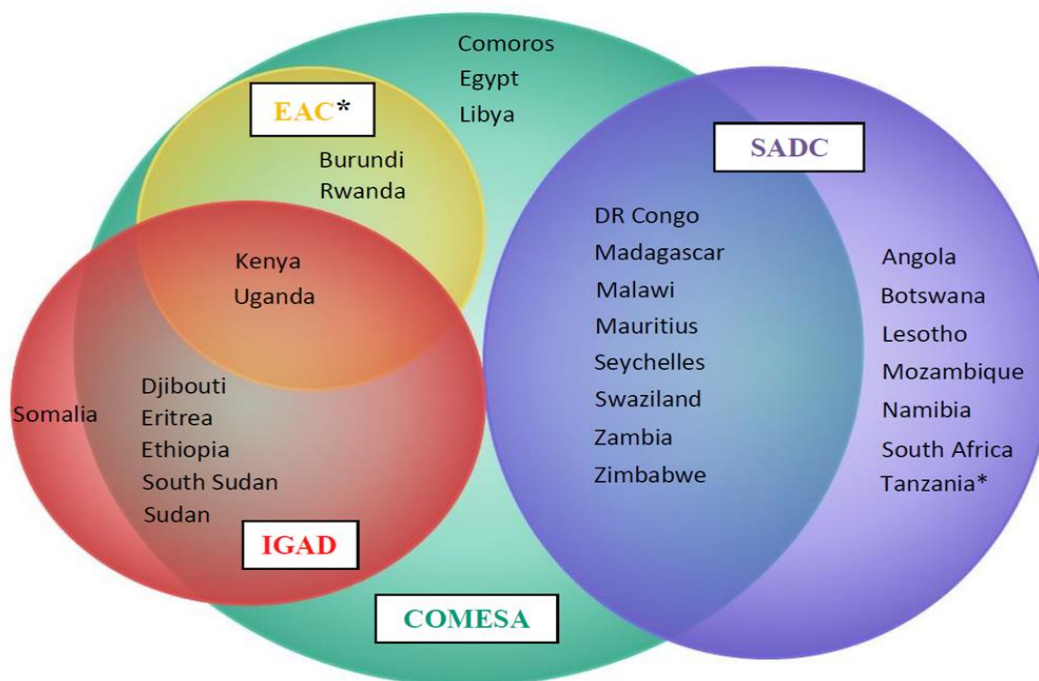 Comoros
Egypt
Libya
EAC*
Burundi
Rwanda
SADC
Kenya
Uganda
DR Congo
Madagascar
Malawi
Mauritius
Seychelles
Swaziland
Zambia
Zimbabwe
Angola
Botswana
Lesotho
Mozambique
Namibia
South Africa
Tanzania*
Somalia
Djibouti
Eritrea
Ethiopia
South Sudan
Sudan
IGAD
COMESA